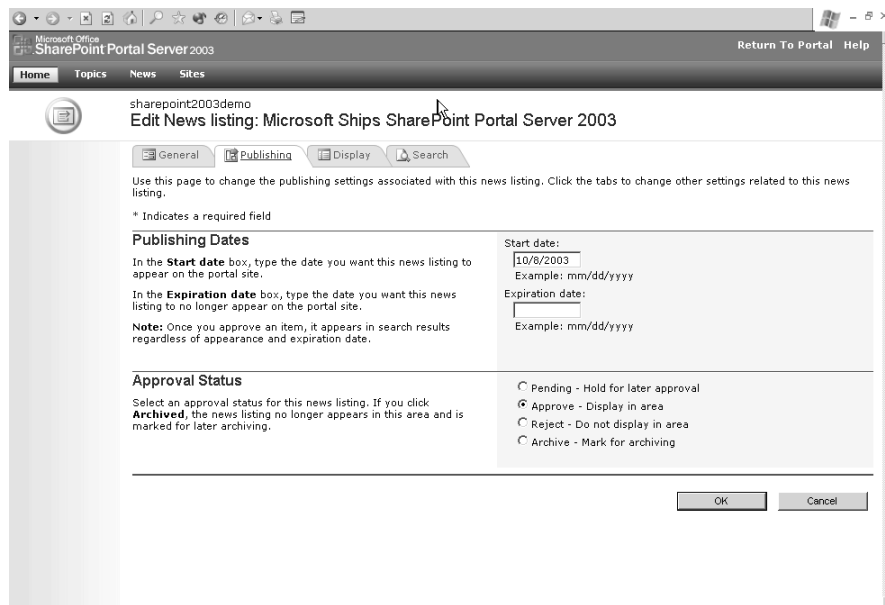 Microsoft Office
SharePoint Portal Server 2003
Return To Portal Help
Home Topics News Sites
sharepoint2003demo
Edit News listing: Microsoft Ships SharePoint Portal Server 2003
General Publishing Display Search
Use this page to change the publishing settings associated with this news listing. Click the tabs to change other settings related to this news
listing.
* Indicates a required field
Publishing Dates
In the Start date box, type the date you want this news listing to
appear on the portal site.
In the Expiration date box, type the date you want this news
listing to no longer appear on the portal site.
Note: Once you approve an item, it appears in search results
regardless of appearance and expiration date.
Start date:
10/8/2003
Example: mm/dd/yyyy
Expiration date:
Example: mm/dd/yyyy
Approval Status
Select an approval status for this news listing. If you click
Archived, the news listing no longer appears in this area and is
marked for later archiving.
Pending - Hold for later approval
Approve - Display in area
Reject - Do not display in area
Archive - Mark for archiving
OK Cancel